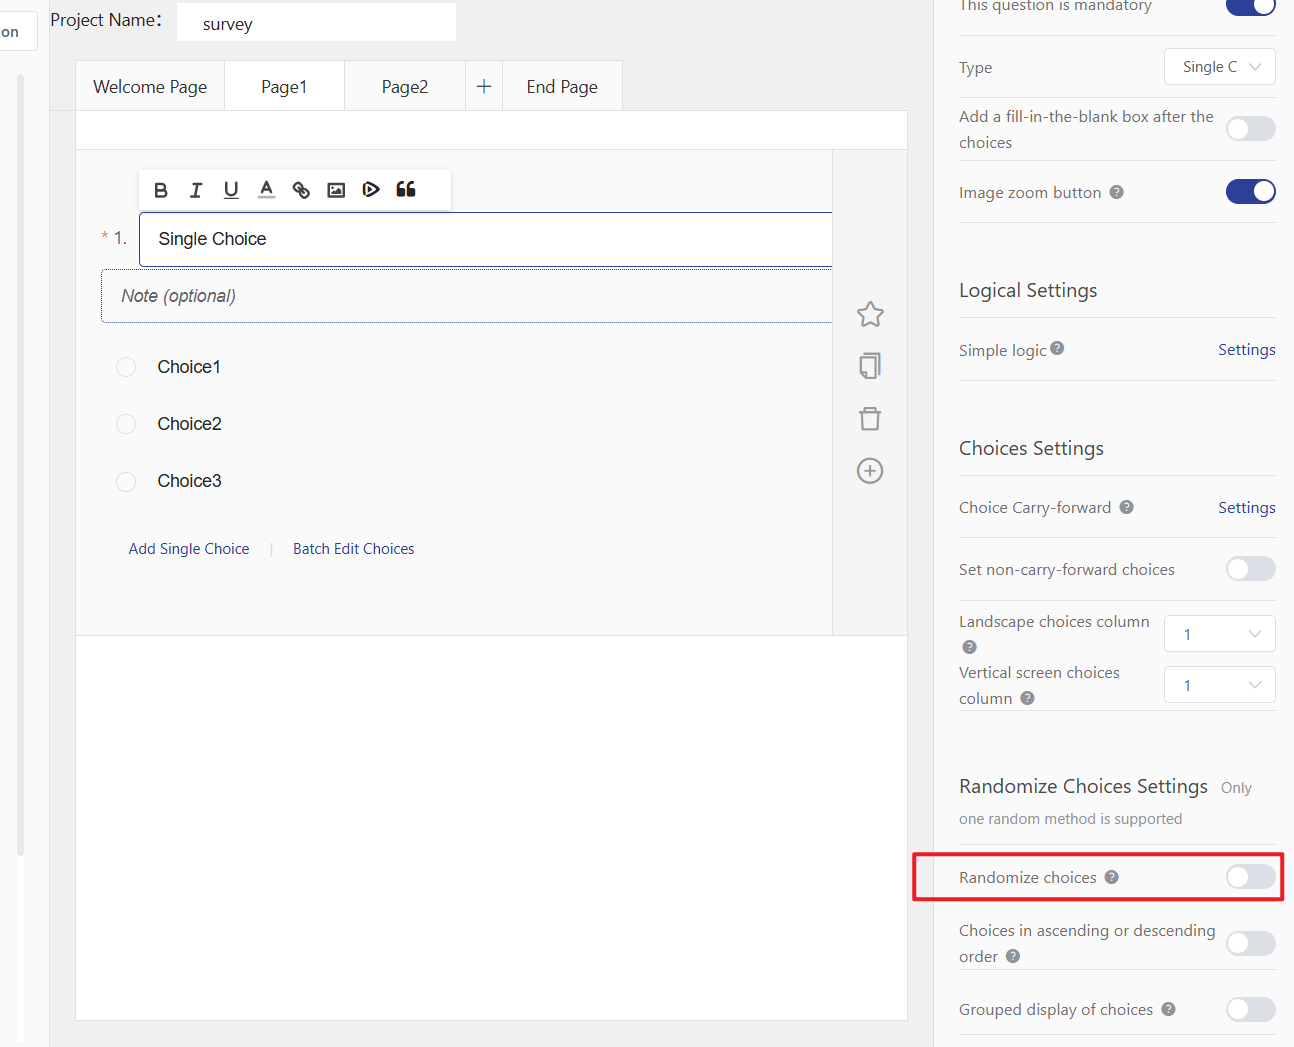 on
Project Name：
survey
Welcome Page
Page1
Page2
+
End Page
B I U A
* 1.
Single Choice
Note (optional)
Choice1
Choice2
Choice3
Add Single Choice | Batch Edit Choices
This question is mandatory
Type
Single C
Add a fill-in-the-blank box after the
choices
Image zoom button ?
Logical Settings
Simple logic ?
Settings
Choices Settings
Choice Carry-forward ?
Settings
Set non-carry-forward choices
Landscape choices column
?
1
Vertical screen choices
column ?
1
Randomize Choices Settings Only
one random method is supported
Randomize choices ?
Choices in ascending or descending
order ?
Grouped display of choices ?